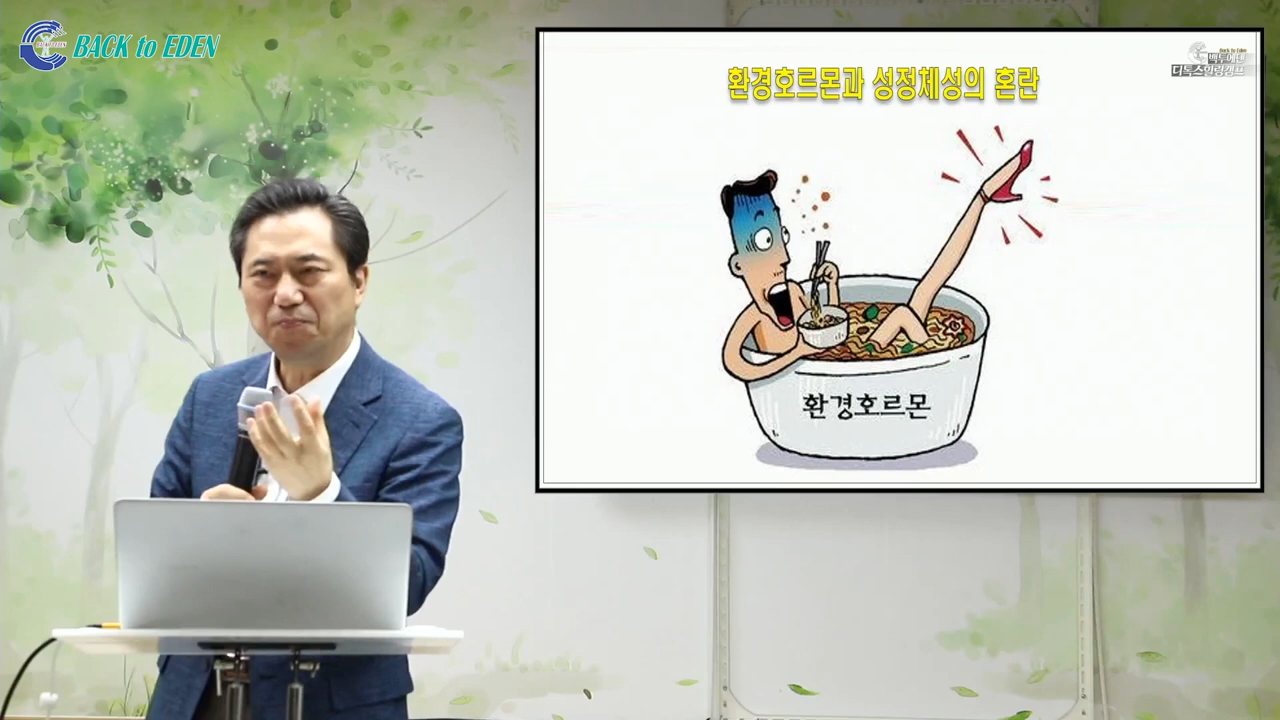 BACK to EDEN
환경호르몬과 성정체성의 혼란
Back to Eden
백투에덴
디톡스힐링캠프
환경호르몬